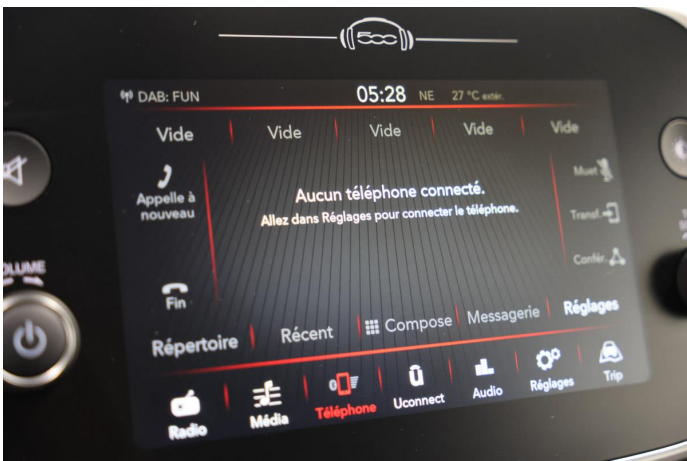 500
DAB: FUN
05:28
NE
27 °C extér.
Vide
Vide
Vide
Vide
Vide
Appelle à
nouveau
Aucun téléphone connecté.
Allez dans Réglages pour connecter le téléphone.
Muet
Transf.
Confér.
Fin
Répertoire
Récent
Compose
Messagerie
Réglages
Radio
Média
Téléphone
Uconnect
Audio
Réglages
Trip